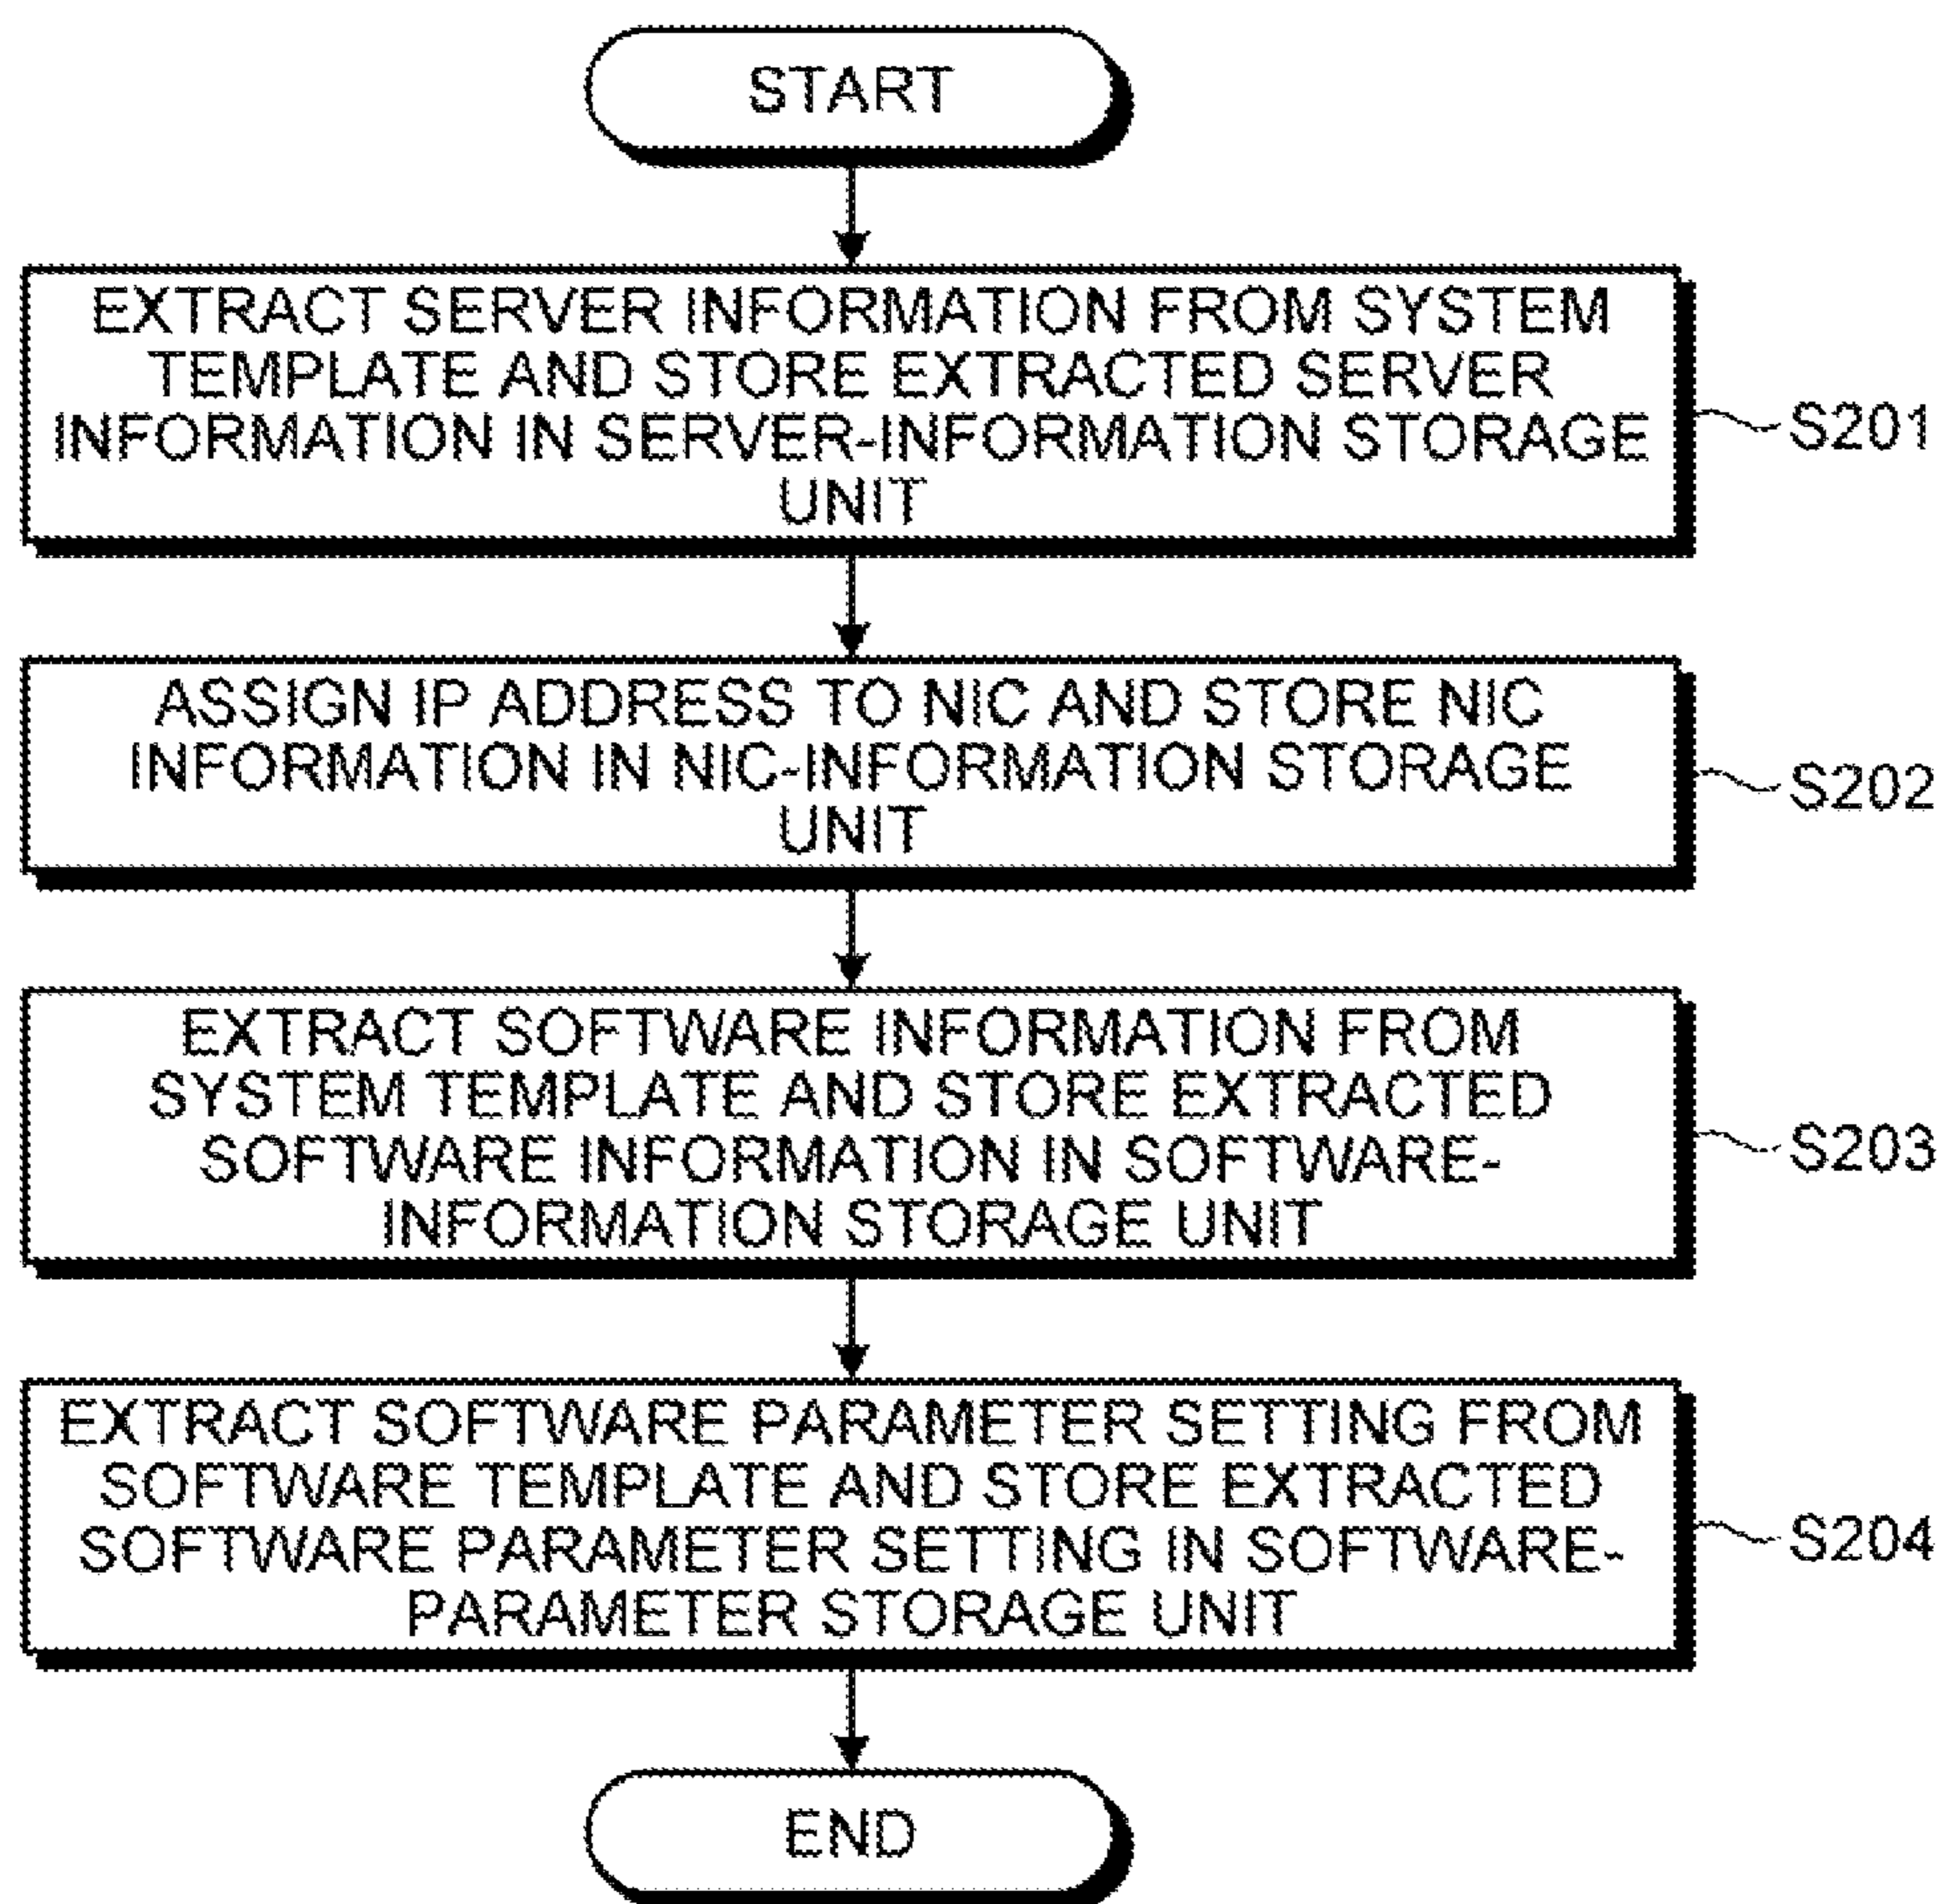 START
EXTRACT SERVER INFORMATION FROM SYSTEM
TEMPLATE AND STORE EXTRACTED SERVER
INFORMATION IN SERVER-INFORMATION STORAGE
UNIT
S201
ASSIGN IP ADDRESS TO NIC AND STORE NIC
INFORMATION IN NIC-INFORMATION STORAGE
UNIT
S202
EXTRACT SOFTWARE INFORMATION FROM
SYSTEM TEMPLATE AND STORE EXTRACTED
SOFTWARE INFORMATION IN SOFTWARE-
INFORMATION STORAGE UNIT
S203
EXTRACT SOFTWARE PARAMETER SETTING FROM
SOFTWARE TEMPLATE AND STORE EXTRACTED
SOFTWARE PARAMETER SETTING IN SOFTWARE-
PARAMETER STORAGE UNIT
S204
END